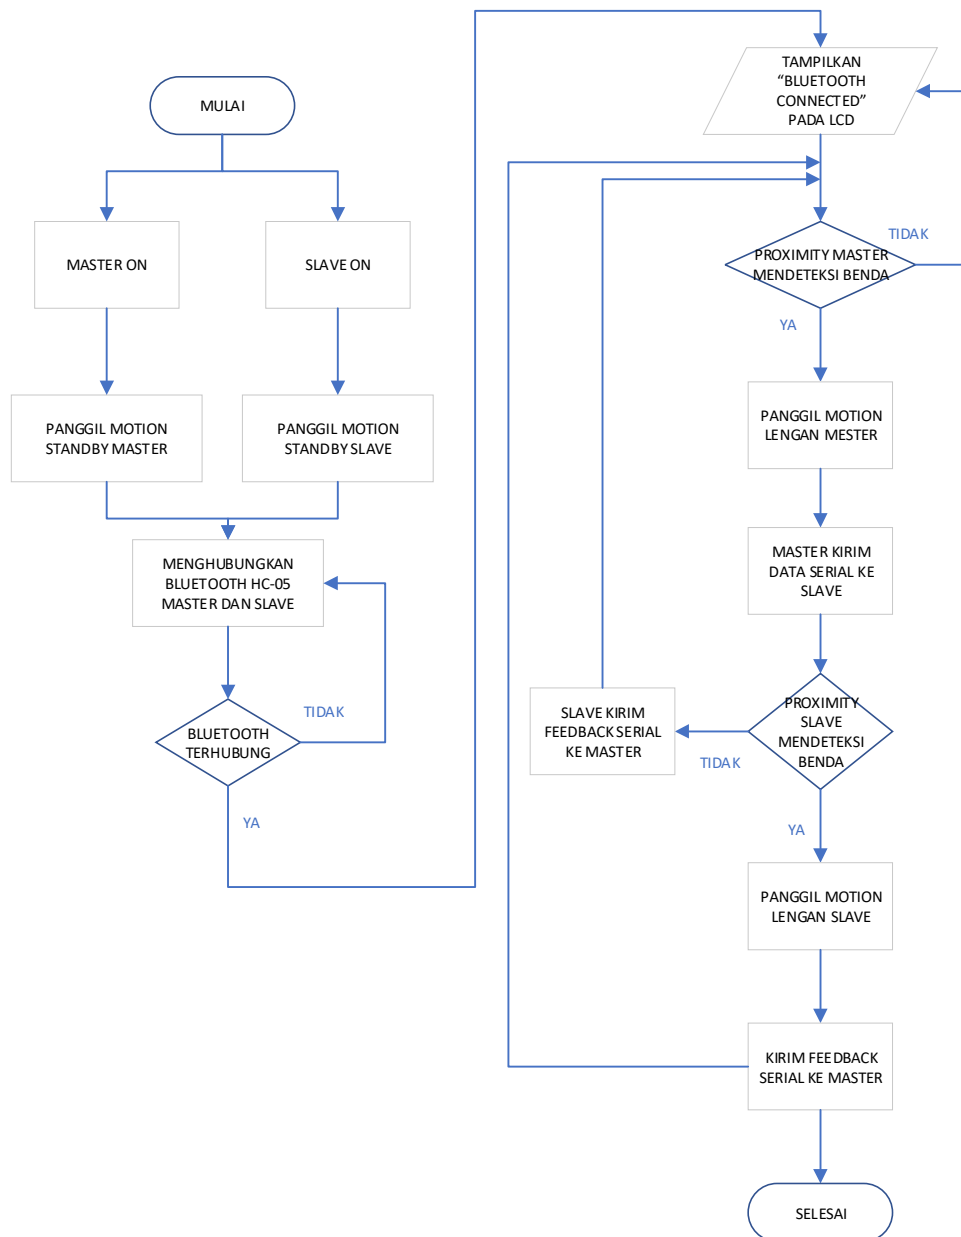 MULAI
MASTER ON
SLAVE ON
PANGGIL MOTION
STANDBY MASTER
PANGGIL MOTION
STANDBY SLAVE
MENGHUBUNGKAN
BLUETOOTH HC-05
MASTER DAN SLAVE
BLUETOOTH
TERHUBUNG
TIDAK
YA
TAMPILKAN
“BLUETOOTH
CONNECTED”
PADA LCD
PROXIMITY MASTER
MENDETEKSI BENDA
TIDAK
YA
PANGGIL MOTION
LENGAN MESTER
MASTER KIRIM
DATA SERIAL KE
SLAVE
PROXIMITY
SLAVE
MENDETEKSI
BENDA
TIDAK
SLAVE KIRIM
FEEDBACK SERIAL
KE MASTER
YA
PANGGIL MOTION
LENGAN SLAVE
KIRIM FEEDBACK
SERIAL KE MASTER
SELESAI